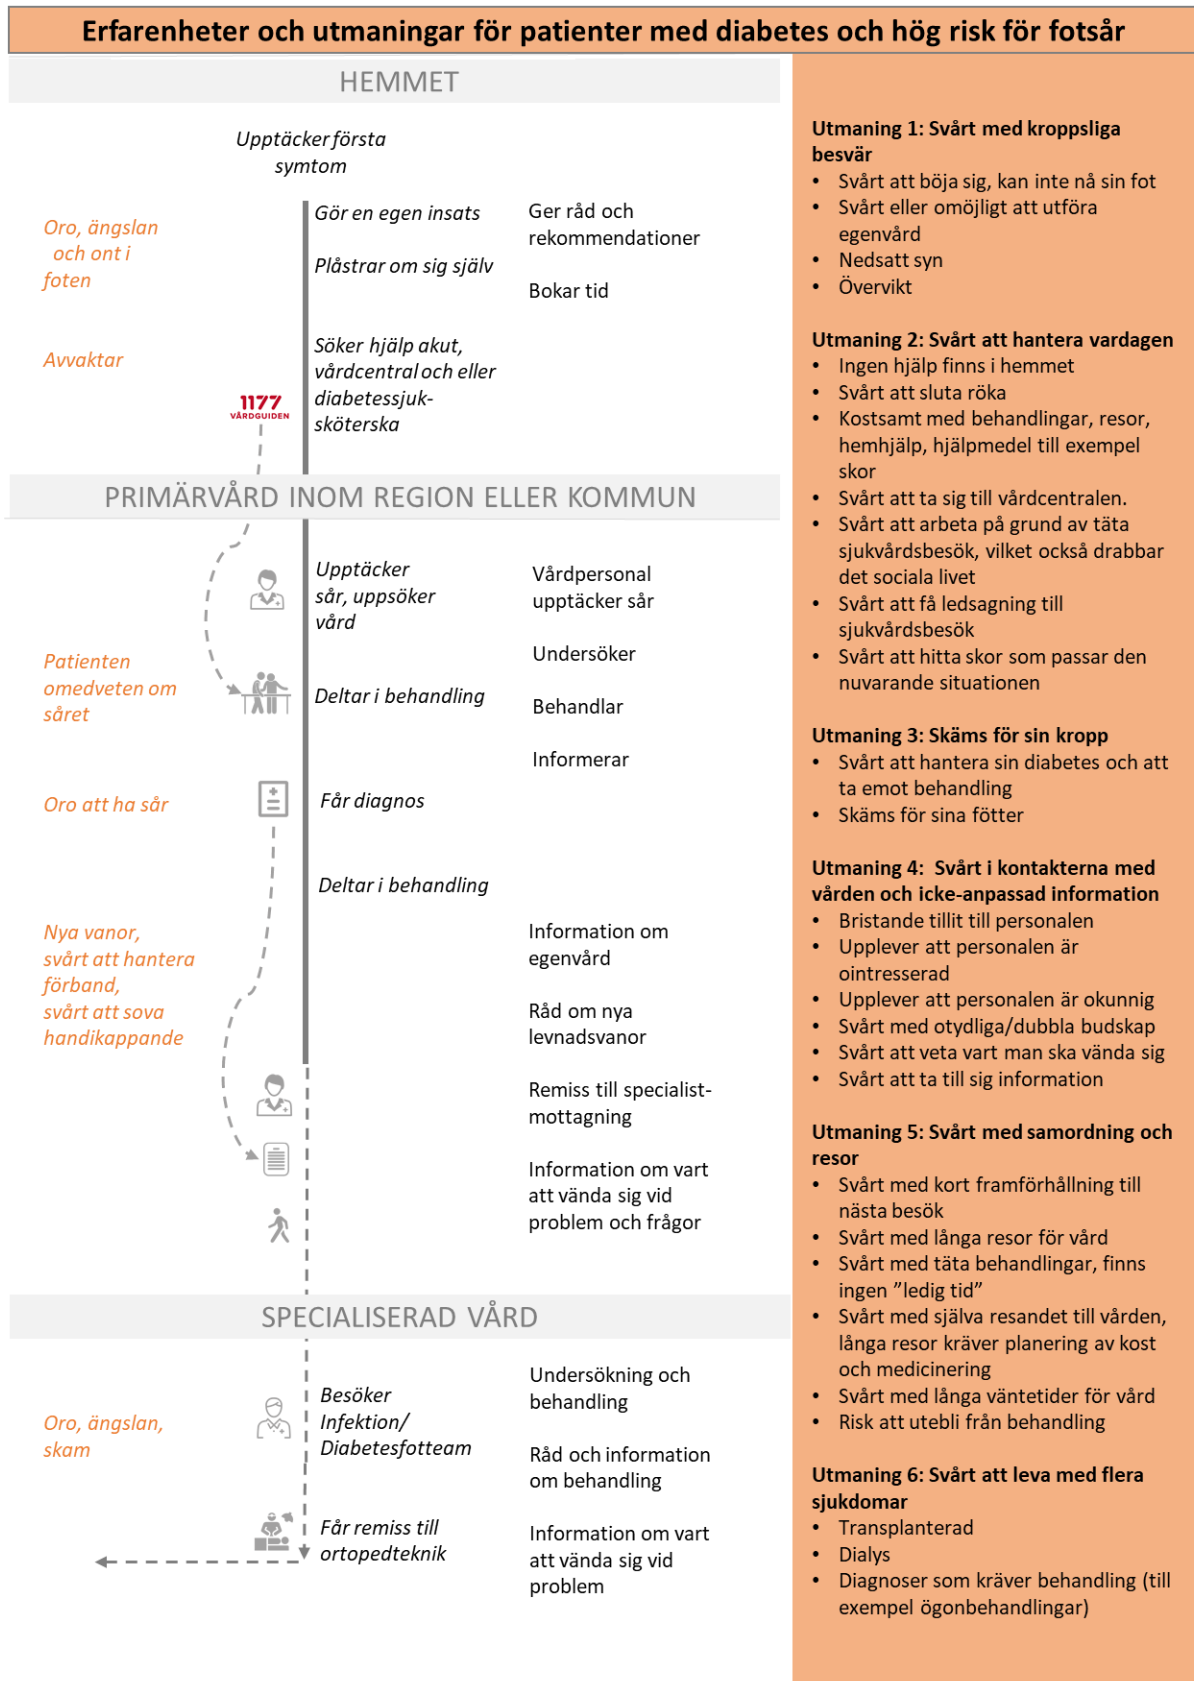 Erfarenheter och utmaningar för patienter med diabetes och hög risk för fotsår
HEMMET
Upptäcker första
symtom
Oro, ängslan
och ont i
foten
Gör en egen insats
Plåstrar om sig själv
Ger råd och
rekommendationer
Bokar tid
Avvaktar
Söker hjälp akut,
vårdcentral och eller
diabetessjuk-
sköterska
1177
VÅRDGUIDEN
PRIMÄRVÅRD INOM REGION ELLER KOMMUN
Upptäcker
sår, uppsöker
vård
Vårdpersonal
upptäcker sår
Undersöker
Patienten
omedveten om
såret
Deltar i behandling
Behandlar
Informerar
Oro att ha sår
Får diagnos
Deltar i behandling
Nya vanor,
svårt att hantera
förband,
svårt att sova
handikappande
Information om
egenvård
Råd om nya
levnadsvanor
Remiss till specialist-
mottagning
Information om vart
att vända sig vid
problem och frågor
SPECIALISERAD VÅRD
Oro, ängslan,
skam
Besöker
Infektion/
Diabetesfotteam
Undersökning och
behandling
Råd och information
om behandling
Får remiss till
ortopedteknik
Information om vart
att vända sig vid
problem
Utmaning 1: Svårt med kroppsliga
besvär
• Svårt att böja sig, kan inte nå sin fot
• Svårt eller omöjligt att utföra
egenvård
• Nedsatt syn
• Övervikt
Utmaning 2: Svårt att hantera vardagen
• Ingen hjälp finns i hemmet
• Svårt att sluta röka
• Kostsamt med behandlingar, resor,
hemhjälp, hjälpmedel till exempel
skor
• Svårt att ta sig till vårdcentralen.
• Svårt att arbeta på grund av täta
sjukvårdsbesök, vilket också drabbar
det sociala livet
• Svårt att få ledsagning till
sjukvårdsbesök
• Svårt att hitta skor som passar den
nuvarande situationen
Utmaning 3: Skäms för sin kropp
• Svårt att hantera sin diabetes och att
ta emot behandling
• Skäms för sina fötter
Utmaning 4: Svårt i kontakterna med
vården och icke-anpassad information
• Bristande tillit till personalen
• Upplever att personalen är
ointresserad
• Upplever att personalen är okunnig
• Svårt med otydliga/dubbla budskap
• Svårt att veta vart man ska vända sig
• Svårt att ta till sig information
Utmaning 5: Svårt med samordning och
resor
• Svårt med kort framförhållning till
nästa besök
• Svårt med långa resor för vård
• Svårt med täta behandlingar, finns
ingen ”ledig tid”
• Svårt med själva resandet till vården,
långa resor kräver planering av kost
och medicinering
• Svårt med långa väntetider för vård
• Risk att utebli från behandling
Utmaning 6: Svårt att leva med flera
sjukdomar
• Transplanterad
• Dialys
• Diagnoser som kräver behandling (till
exempel ögonbehandlingar)